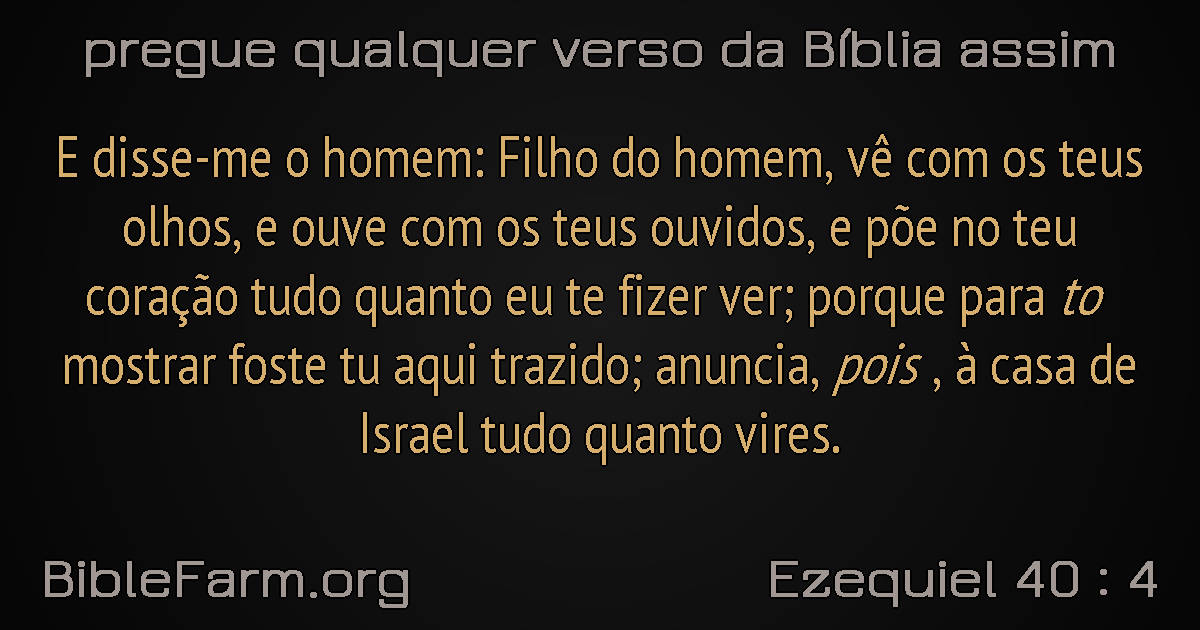 pregue qualquer verso da Bíblia assim
E disse-me o homem: Filho do homem, vê com os teus
olhos, e ouve com os teus ouvidos, e põe no teu
coração tudo quanto eu te fizer ver; porque para to
mostrar foste tu aqui trazido; anuncia, pois , à casa de
Israel tudo quanto vires.
BibleFarm.org
Ezequiel 40 : 4